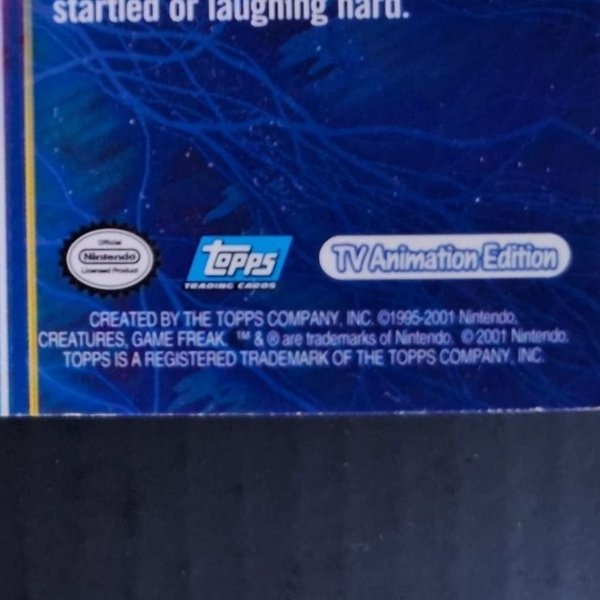 startled or laughing hard.
Official
Nintendo
Licensed Product
Topps
TRADING CARDS
TV Animation Edition
CREATED BY THE TOPPS COMPANY, INC. ©1995-2001 Nintendo,
CREATURES, GAME FREAK. ™ & ® are trademarks of Nintendo. © 2001 Nintendo.
TOPPS IS A REGISTERED TRADEMARK OF THE TOPPS COMPANY, INC.